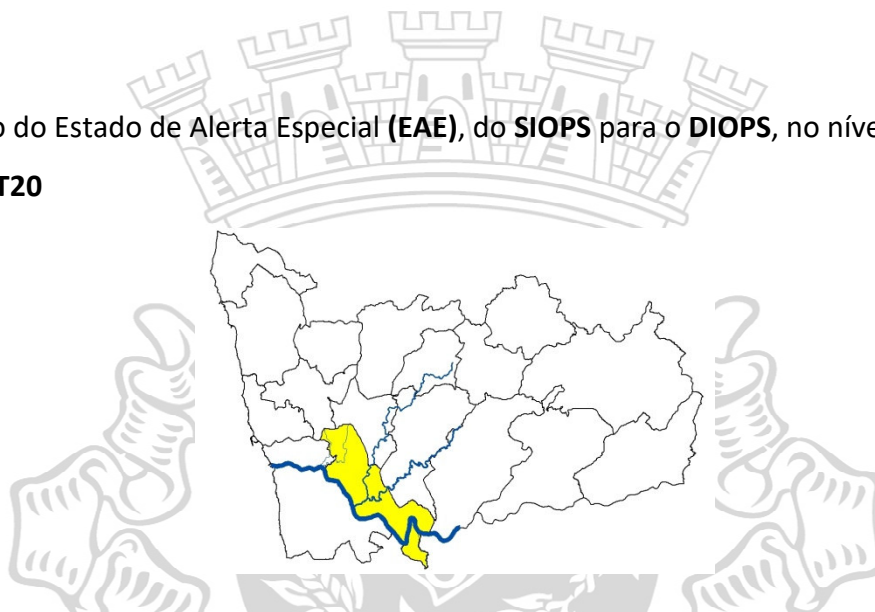 do Estado de Alerta Especial (EAE), do SIOPS para o DIOPS, no níve
T20